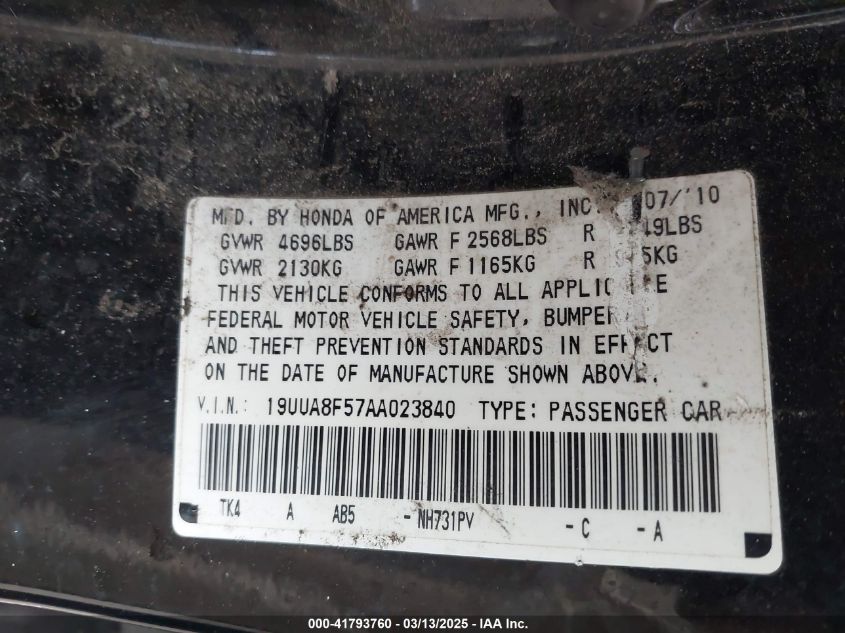 MFD. BY HONDA OF AMERICA MFG., INC. 07/'10
GVWR 4696LBS GAWR F 2568LBS R 49LBS
GVWR 2130KG GAWR F 1165KG R 5KG
THIS VEHICLE CONFORMS TO ALL
FEDERAL MOTOR VEHICLE SAFETY, BUMPER
AND THEFT PREVENTION STANDARDS IN EFFECT
ON THE DATE OF MANUFACTURE SHOWN ABOVE.
V.I.N.: 19UUA8F57AA023840 TYPE: PASSENGER CAR
TK4 A AB5 - NH731PV - C - A
000-41793760 - 03/13/2025 - IAA Inc.